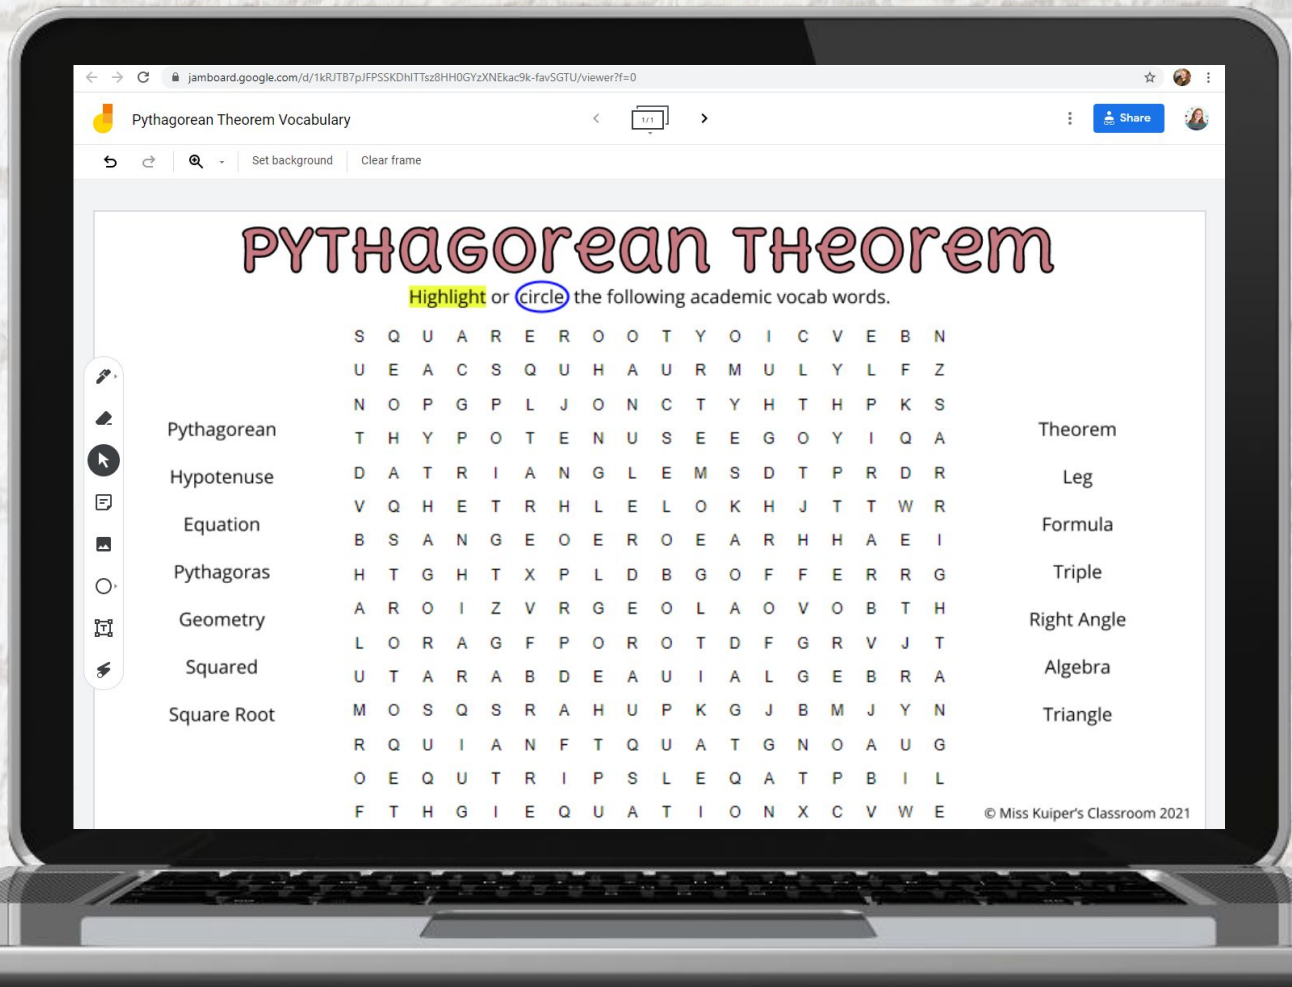 jamboard.google.com/d/1kRJTB7pJFPSSKDhITTsz8HH0GYzXNEkac9k-favSGTU/viewer?f=0
Pythagorean Theorem Vocabulary
1/1
Share
Set background
Clear frame
PYTHagorean THeorem
Highlight or circle the following academic vocab words.
S Q U A R E R O O T Y O I C V E B N
U E A C S Q U H A U R M U L Y L F Z
N O P G P L J O N C T Y H T H P K S
T H Y P O T E N U S E E G O Y I Q A
D A T R I A N G L E M S D T P R D R
V Q H E T R H L E L O K H J T T W R
B S A N G E O E R O E A R H H A E I
H T G H T X P L D B G O F F E R R G
A R O I Z V R G E O L A O V O B T H
L O R A G F P O R O T D F G R V J T
U T A R A B D E A U I A L G E B R A
M O S Q S R A H U P K G J B M J Y N
R Q U I A N F T Q U A T G N O A U G
O E Q U T R I P S L E Q A T P B I L
F T H G I E Q U A T I O N X C V W E
Pythagorean
Hypotenuse
Equation
Pythagoras
Geometry
Squared
Square Root
Theorem
Leg
Formula
Triple
Right Angle
Algebra
Triangle
© Miss Kuiper's Classroom 2021